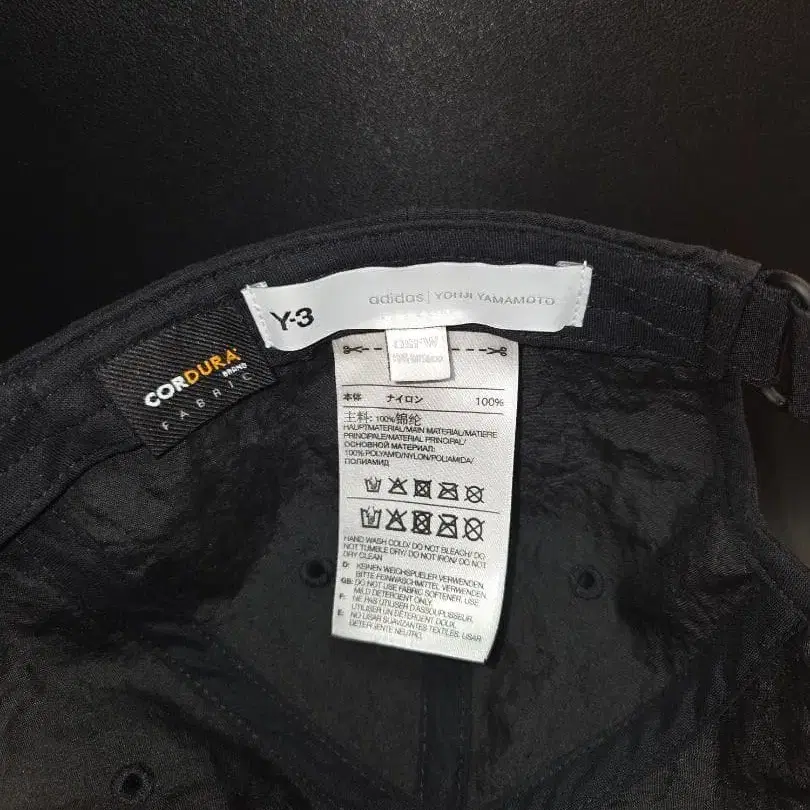 Y-3
adidas | YOHJI YAMAMOTO
CORDURA
BRAND
FABRIC
本体 ナイロン 100%
主料: 100%锦纶
HAUPTMATERIAL/MAIN MATERIAL/MATIERE
PRINCIPALE/MATERIAL PRINCIPAL/
ОСНОВНОЙ МАТЕРИАЛ:
100% POLYAMID/NYLON/POLIAMIDA/
ПОЛИАМИД
HAND WASH COLD/ DO NOT BLEACH/ DO
NOT TUMBLE DRY/ DO NOT IRON/ DO NOT
DRY CLEAN
D: KEINEN WEICHSPUELER VERWENDEN,
BITTE FEINWASCHMITTEL VERWENDEN
GB: DO NOT USE FABRIC SOFTENER, USE
MILD DETERGENT ONLY.
F: NE PAS UTILISER D'ASSOUPLISSEUR,
UTILISER UN DETERGENT DOUX.
E: NO USAR SUAVIZANTES TEXTILES. USAR
DETERGENTE NEUTRO.